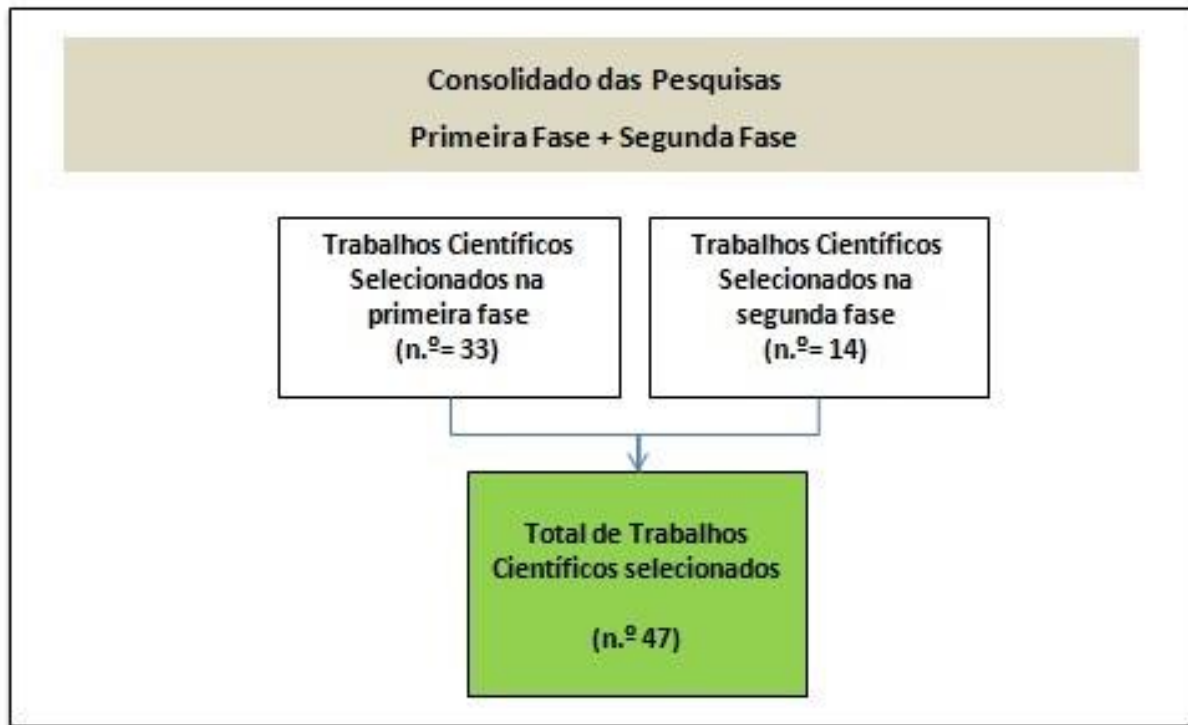 Consolidado das Pesquisas
Primeira Fase + Segunda Fase
Trabalhos Científicos
Selecionados na
primeira fase
(n.º= 33)
Trabalhos Científicos
Selecionados na
segunda fase
(n.º= 14)
Total de Trabalhos
Científicos selecionados
(n.º 47)